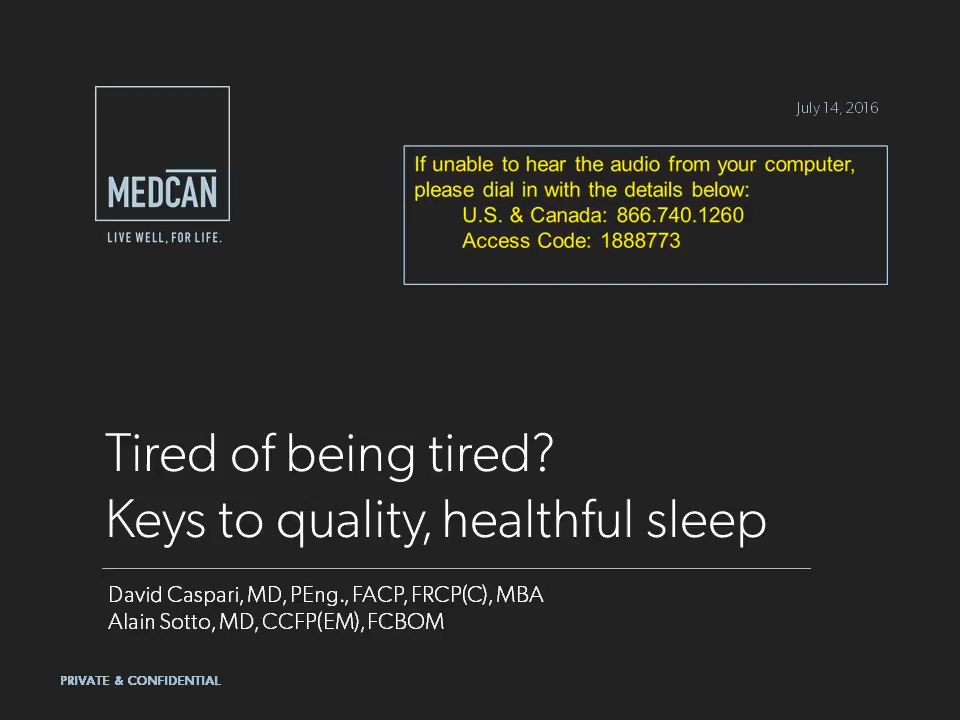 MEDCAN
LIVE WELL, FOR LIFE.
July 14, 2016
If unable to hear the audio from your computer,
please dial in with the details below:
U.S. & Canada: 866.740.1260
Access Code: 1888773
Tired of being tired?
Keys to quality, healthful sleep
David Caspari, MD, PEng., FACP, FRCP(C), MBA
Alain Sotto, MD, CCFP(EM), FCBOM
PRIVATE & CONFIDENTIAL